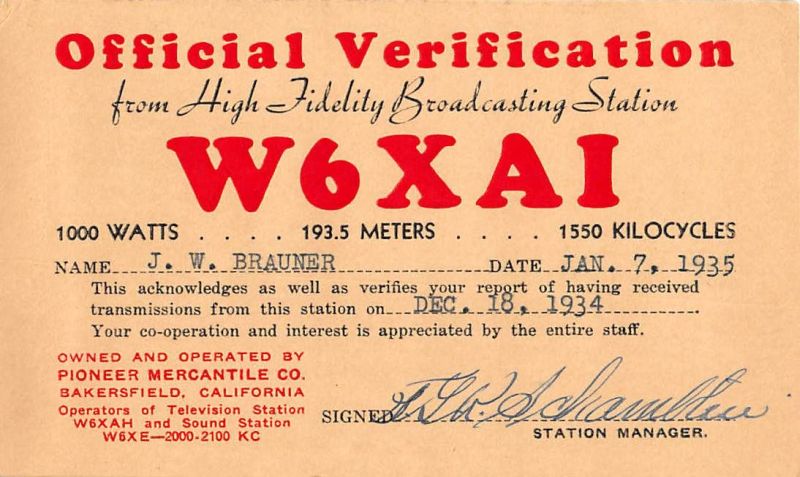 Official Verification
from High Fidelity Broadcasting Station
W6XAI
1000 WATTS . . . . 193.5 METERS . . . . 1550 KILOCYCLES
NAME J. W. BRAUNER DATE JAN. 7, 1935
This acknowledges as well as verifies your report of having received
transmissions from this station on DEC. 18, 1934.
Your co-operation and interest is appreciated by the entire staff.
OWNED AND OPERATED BY
PIONEER MERCANTILE CO.
BAKERSFIELD, CALIFORNIA
Operators of Television Station
W6XAH and Sound Station
W6XE—2000-2100 KC
SIGNED
STATION MANAGER.